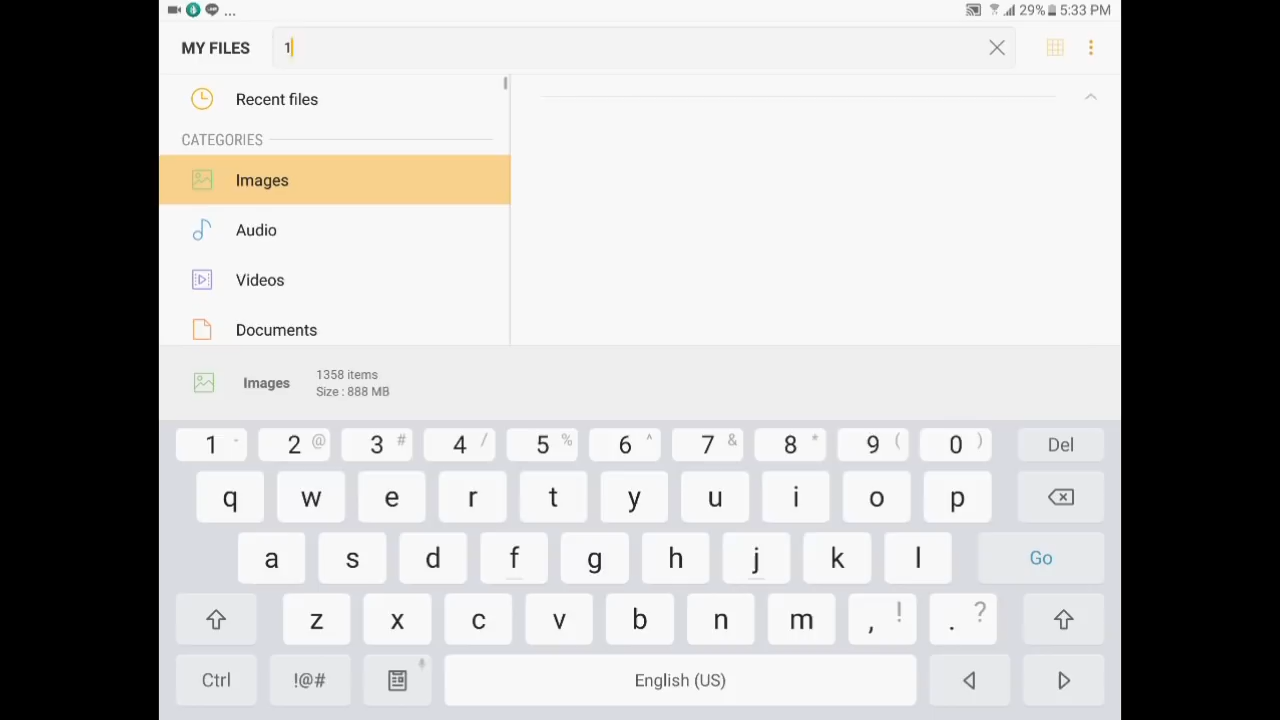 ... 29% 5:33 PM
MY FILES 1
Recent files
CATEGORIES
Images
Audio
Videos
Documents
Images 1358 items
Size : 888 MB
1 - 2 @ 3 # 4 / 5 % 6 ^ 7 & 8 * 9 ( 0 ) Del
q w e r t y u i o p
a s d f g h j k l Go
z x c v b n m , ! . ?
Ctrl !@# English (US)